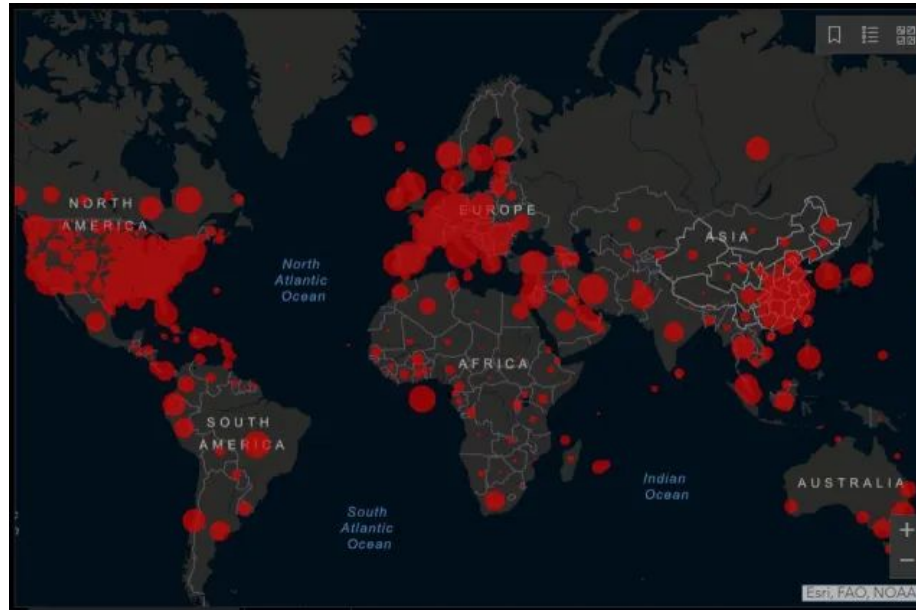 NORTH
AMERICA
EUROPE
ASIA
North
Atlantic
Ocean
AFRICA
SOUTH
AMERICA
Indian
Ocean
AUSTRALIA
South
Atlantic
Ocean
+
−
Esri, FAO, NOAA